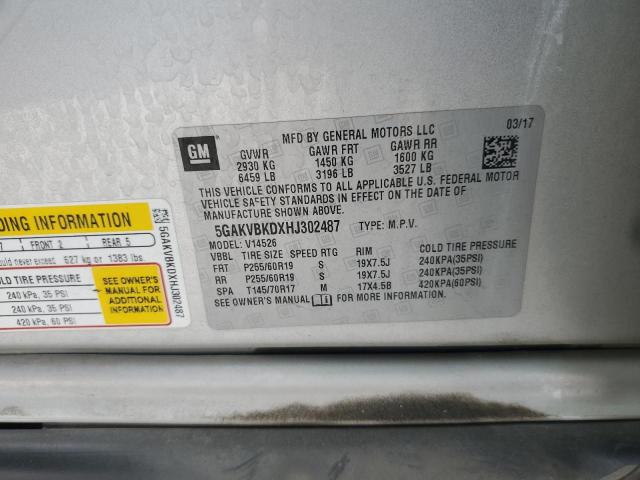 GM
MFD BY GENERAL MOTORS LLC
03/17
GVWR GAWR FRT GAWR RR
2930 KG 1450 KG 1600 KG
6459 LB 3196 LB 3527 LB
THIS VEHICLE CONFORMS TO ALL APPLICABLE U.S. FEDERAL MOTOR
VEHICLE SAFETY STANDARDS IN EFFECT ON THE DATE OF
MANUFACTURE SHOWN ABOVE.
5GAKVBKDXHJ302487 TYPE: M.P.V.
MODEL: V14526
VBBL TIRE SIZE SPEED RTG RIM COLD TIRE PRESSURE
FRT P255/60R19 S 19X7.5J 240KPA(35PSI)
RR P255/60R19 S 19X7.5J 240KPA(35PSI)
SPA T145/70R17 M 17X4.5B 420KPA(60PSI)
SEE OWNER'S MANUAL FOR MORE INFORMATION.
DING INFORMATION
FRONT 2 REAR 5
ould never exceed 627 kg or 1383 lbs.
COLD TIRE PRESSURE
240 kPa, 35 PSI
240 kPa, 35 PSI
420 kPa, 60 PSI
SEE OWNER'S
MANUAL FOR
ADDITIONAL
INFORMATION
5GAKVBKDXHJ302487